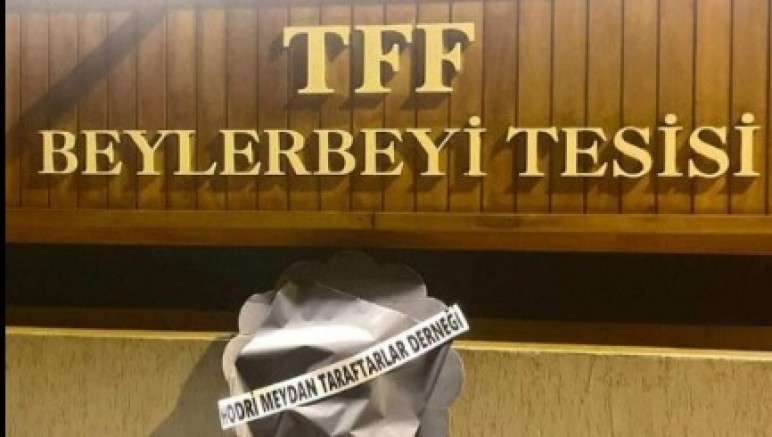 TFF
BEYLERBEYİ TESİSİ
HODRİ MEYDAN TARAFTARLAR DERNEĞİ